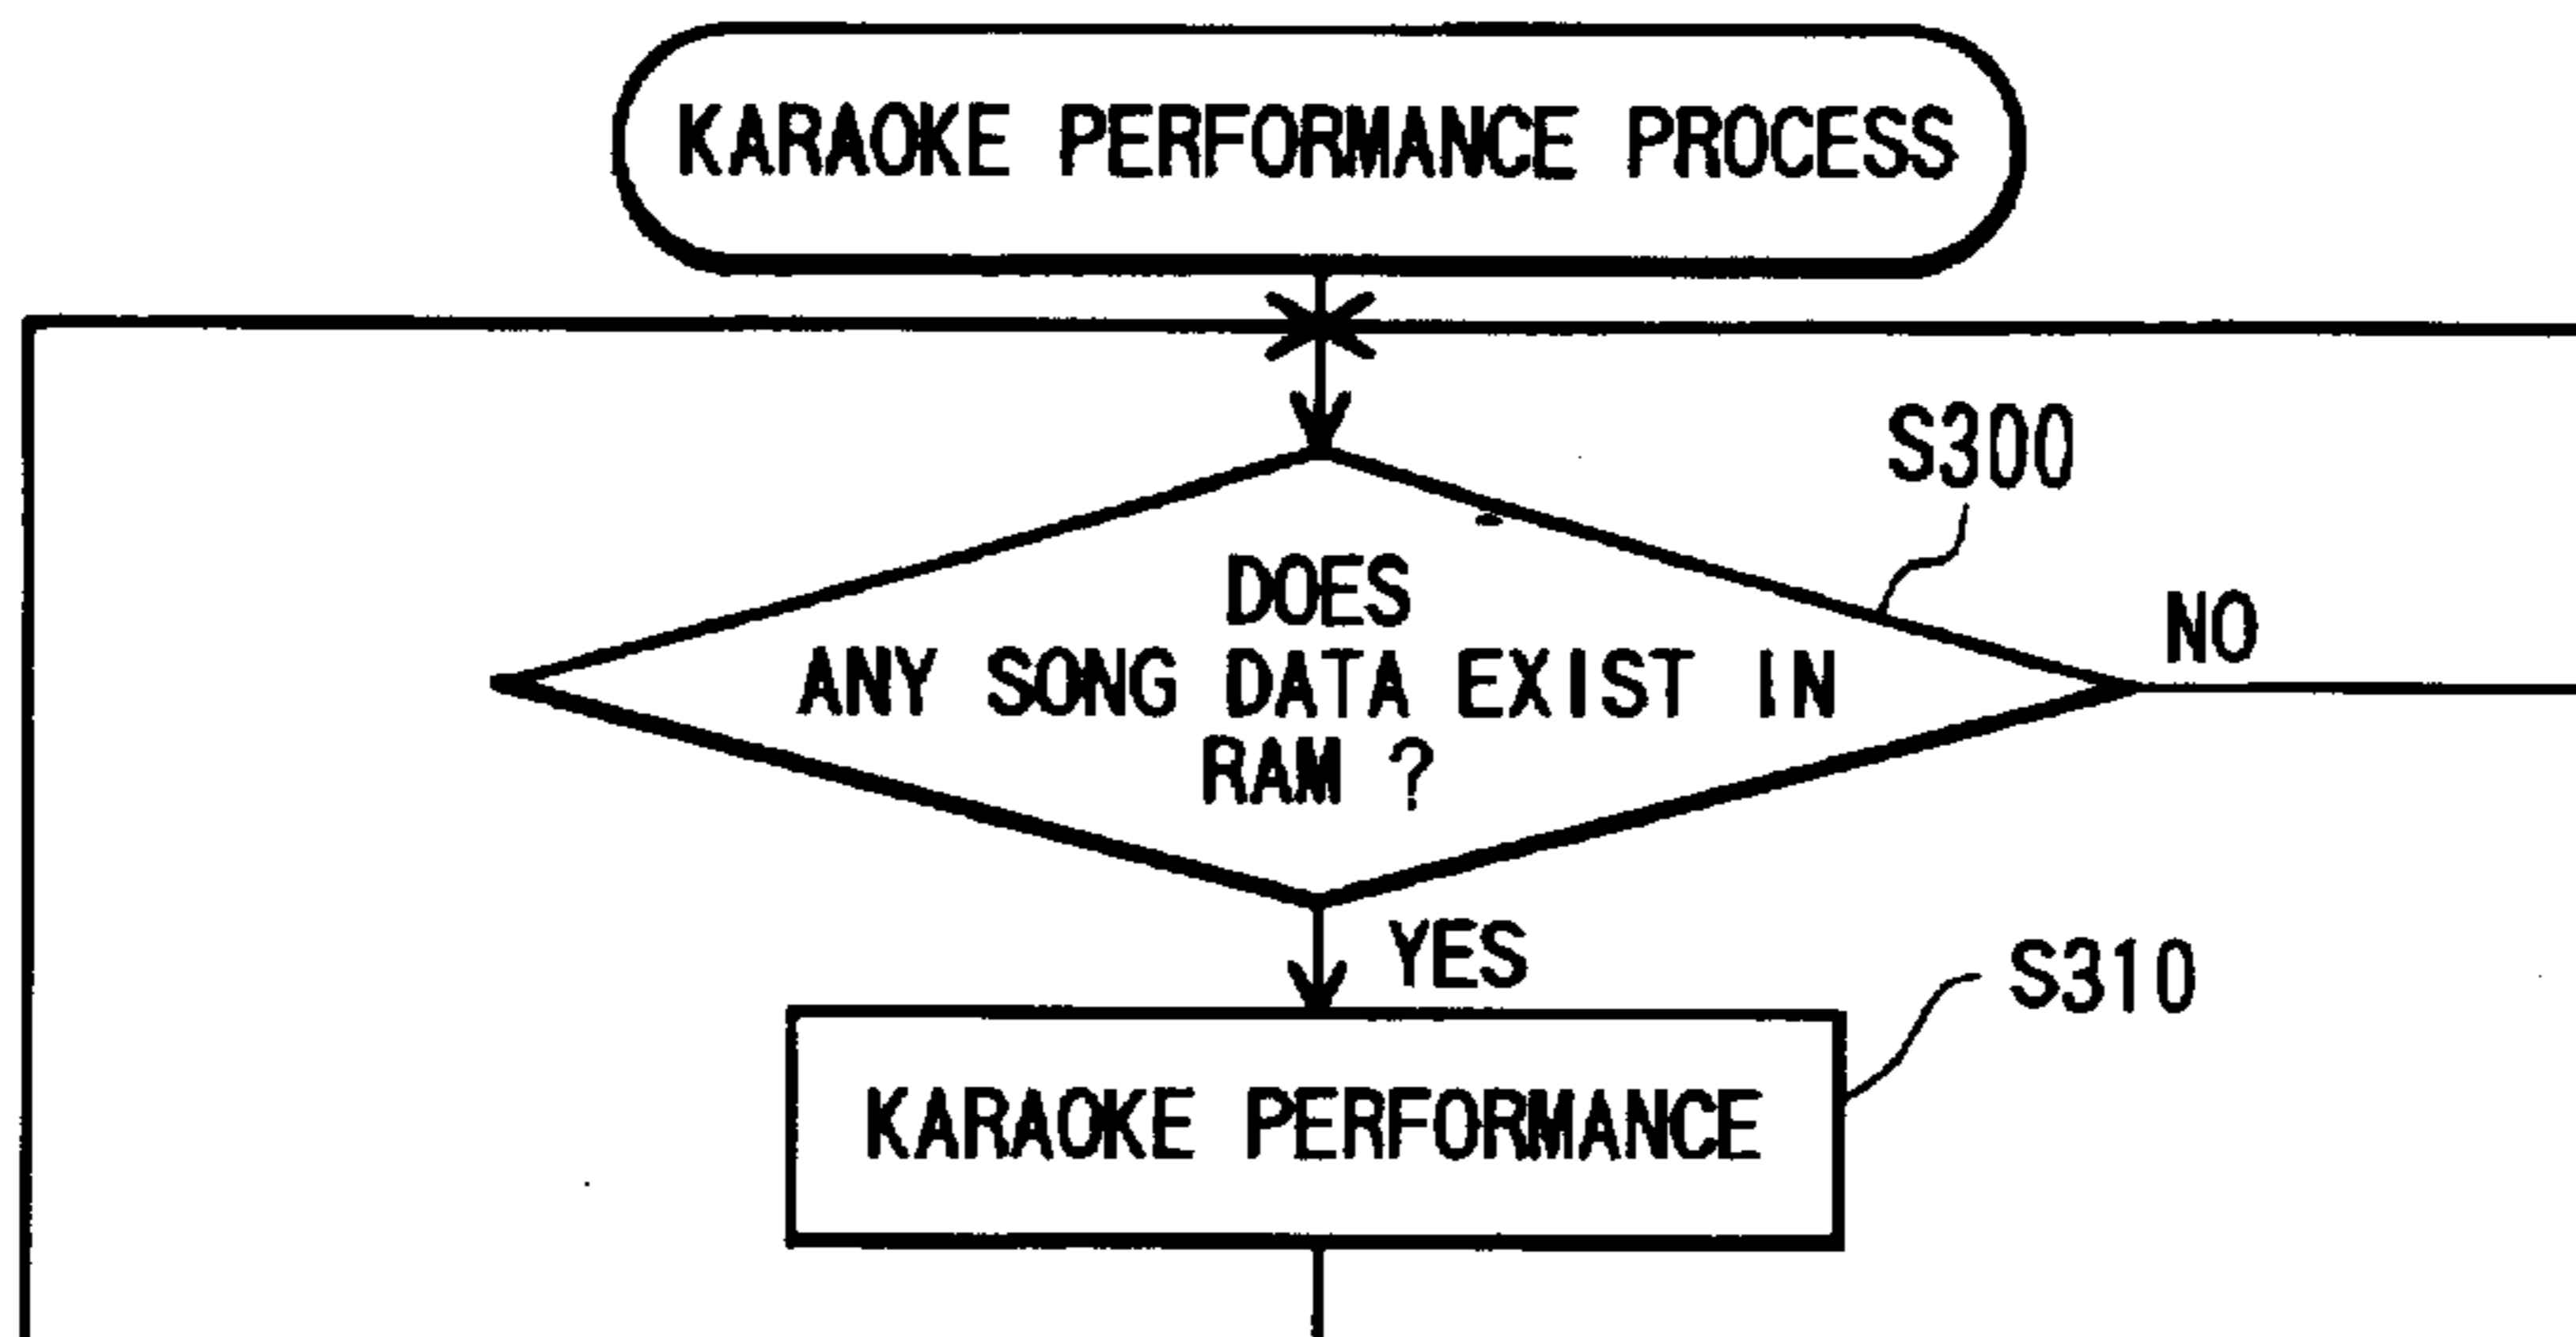 KARAOKE PERFORMANCE PROCESS
S300
DOES
ANY SONG DATA EXIST IN
RAM ?
NO
YES
S310
KARAOKE PERFORMANCE